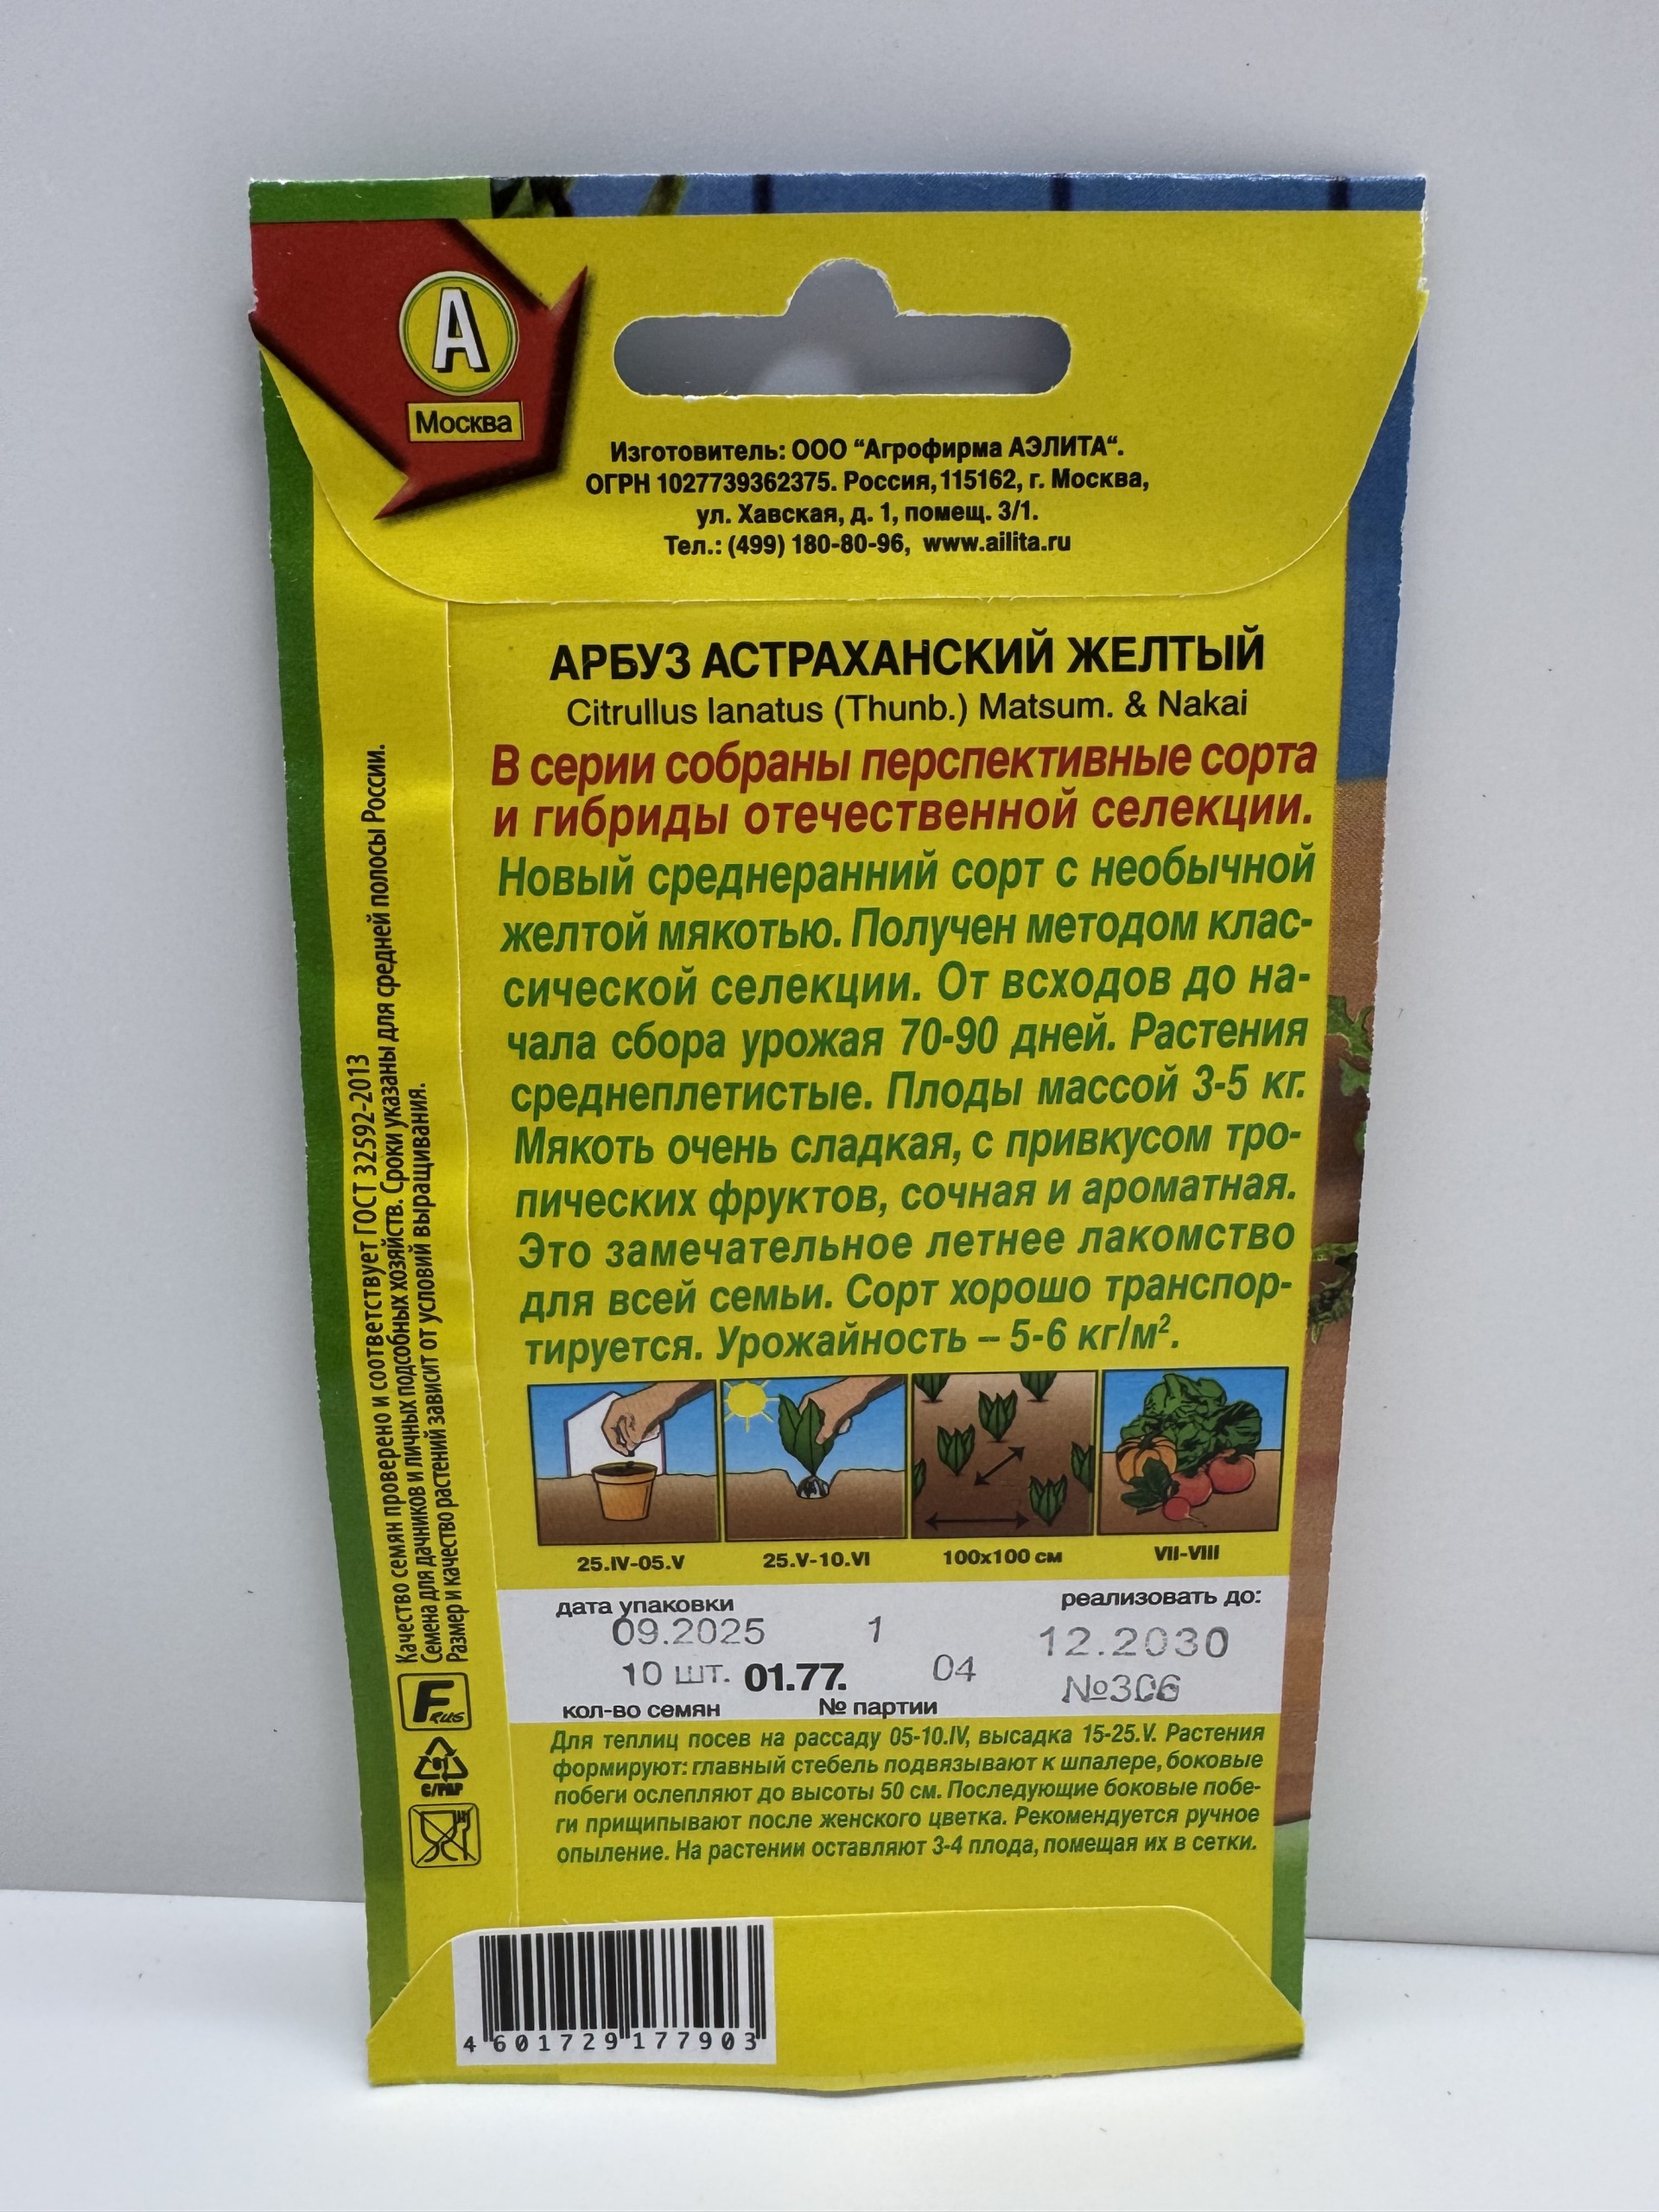 А
Москва
Изготовитель: ООО “Агрофирма АЭЛИТА“.
ОГРН 1027739362375. Россия, 115162, г. Москва,
ул. Хавская, д. 1, помещ. 3/1.
Тел.: (499) 180-80-96, www.ailita.ru
АРБУЗ АСТРАХАНСКИЙ ЖЕЛТЫЙ
Citrullus lanatus (Thunb.) Matsum. & Nakai
В серии собраны перспективные сорта
и гибриды отечественной селекции.
Новый среднеранний сорт с необычной
желтой мякотью. Получен методом клас-
сической селекции. От всходов до на-
чала сбора урожая 70-90 дней. Растения
среднеплетистые. Плоды массой 3-5 кг.
Мякоть очень сладкая, с привкусом тро-
пических фруктов, сочная и ароматная.
Это замечательное летнее лакомство
для всей семьи. Сорт хорошо транспор-
тируется. Урожайность – 5-6 кг/м².
25.IV-05.V 25.V-10.VI 100x100 см VII-VIII
дата упаковки реализовать до:
09.2025 1 12.2030
10 шт. 01.77. 04 №306
кол-во семян № партии
Для теплиц посев на рассаду 05-10.IV, высадка 15-25.V. Растения
формируют: главный стебель подвязывают к шпалере, боковые
побеги ослепляют до высоты 50 см. Последующие боковые побе-
ги прищипывают после женского цветка. Рекомендуется ручное
опыление. На растении оставляют 3-4 плода, помещая их в сетки.
Качество семян проверено и соответствует ГОСТ 32592-2013
Семена для дачников и личных подсобных хозяйств. Сроки указаны для средней полосы России.
Размер и качество растений зависит от условий выращивания.
F RUS
81
C/PAP
4 601729 177903